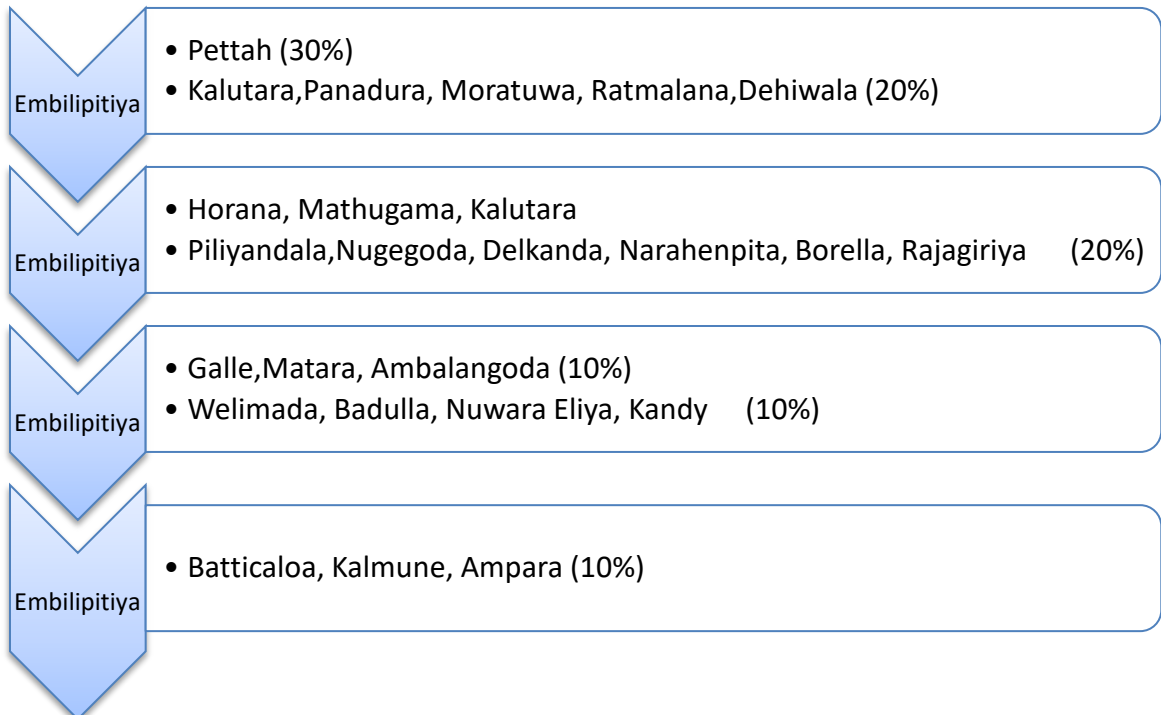 Embilipitiya
• Pettah (30%)
• Kalutara,Panadura, Moratuwa, Ratmalana,Dehiwala (20%)
Embilipitiya
• Horana, Mathugama, Kalutara
• Piliyandala,Nugegoda, Delkanda, Narahenpita, Borella, Rajagiriya (20%)
Embilipitiya
• Galle,Matara, Ambalangoda (10%)
• Welimada, Badulla, Nuwara Eliya, Kandy (10%)
Embilipitiya
• Batticaloa, Kalmune, Ampara (10%)